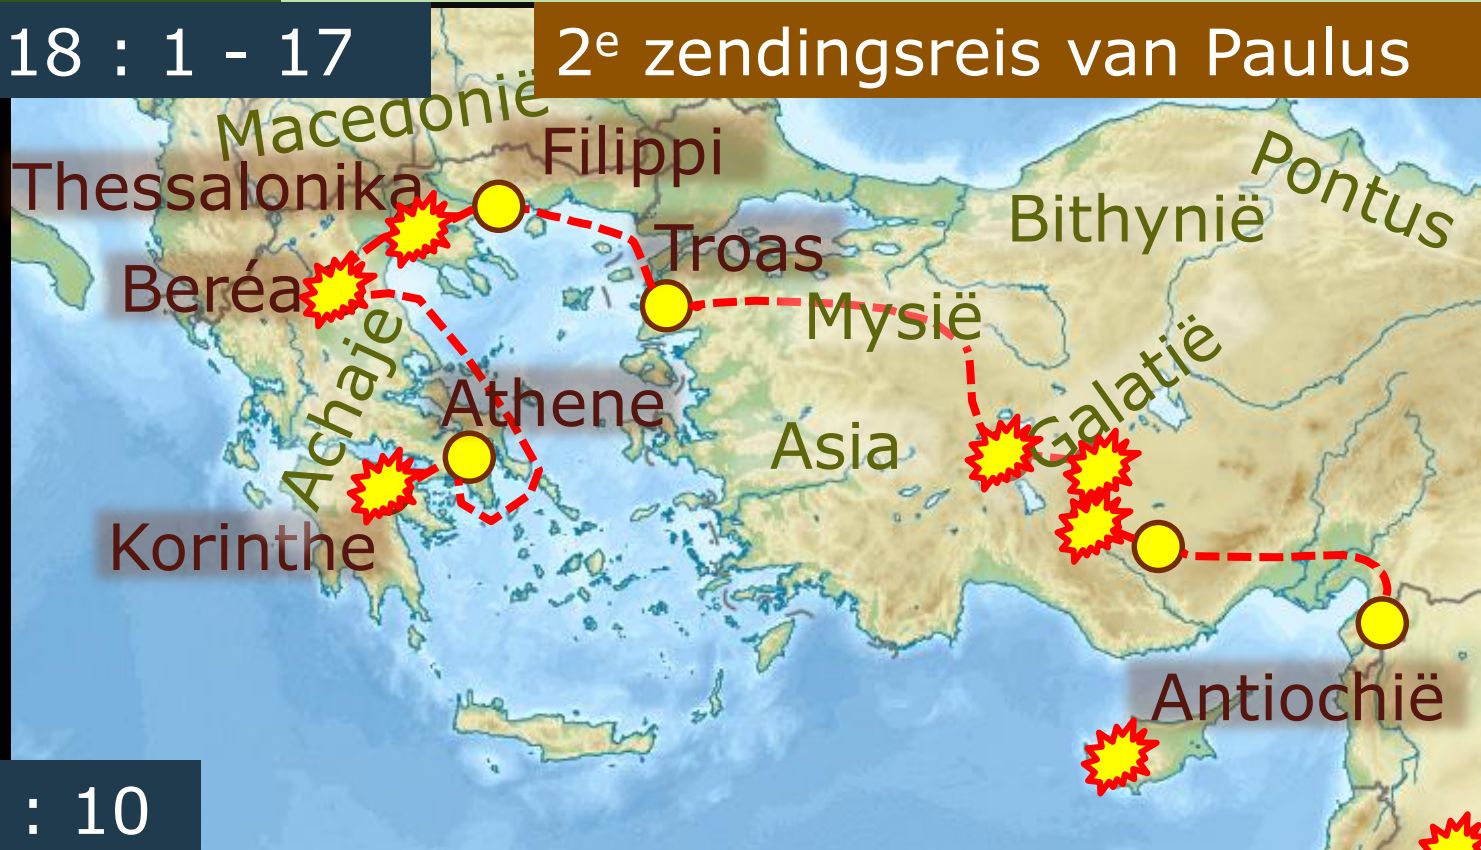 18 : 1 - 17
2e zendingsreis van Paulus
Macedonië
Filippi
Pontus
Thessalonika
Bithynië
Troas
Beréa
Mysië
Galatië
Achaje
Athene
Asia
Korinthe
Antiochië
: 10